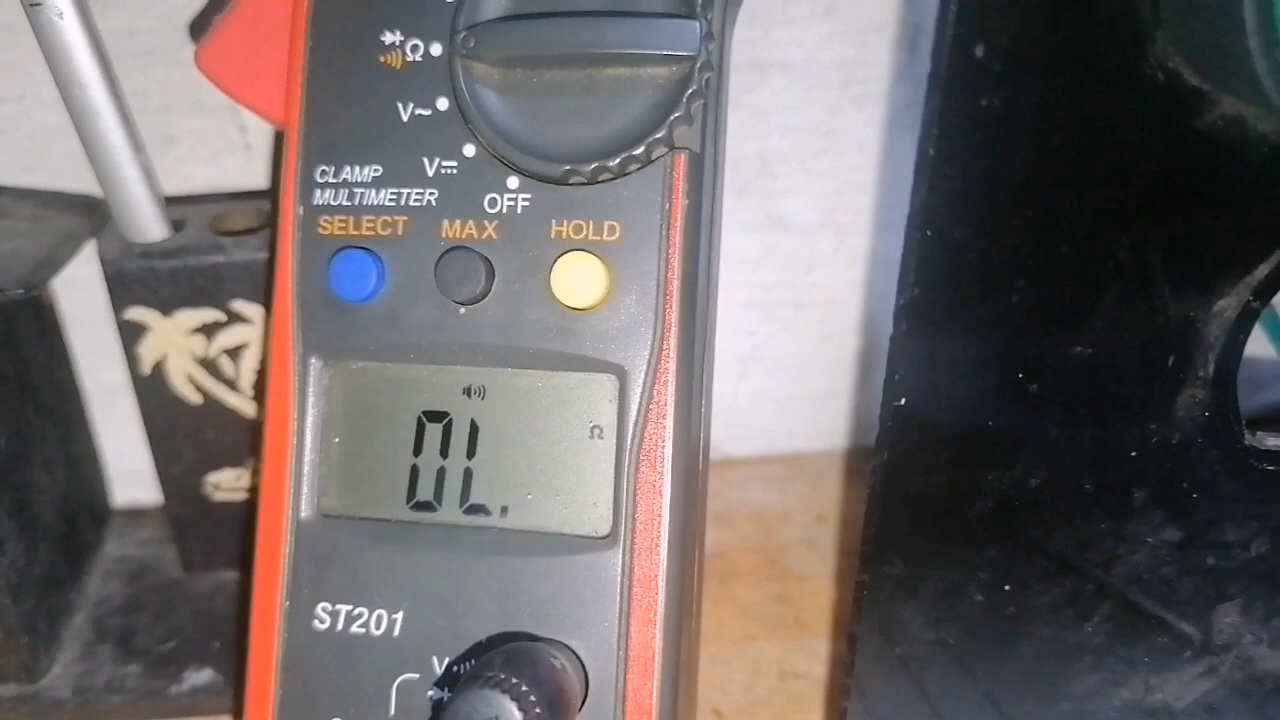 Ω
V~
V⎓
OFF
CLAMP
MULTIMETER
SELECT MAX HOLD
OL.
Ω
ST201
V